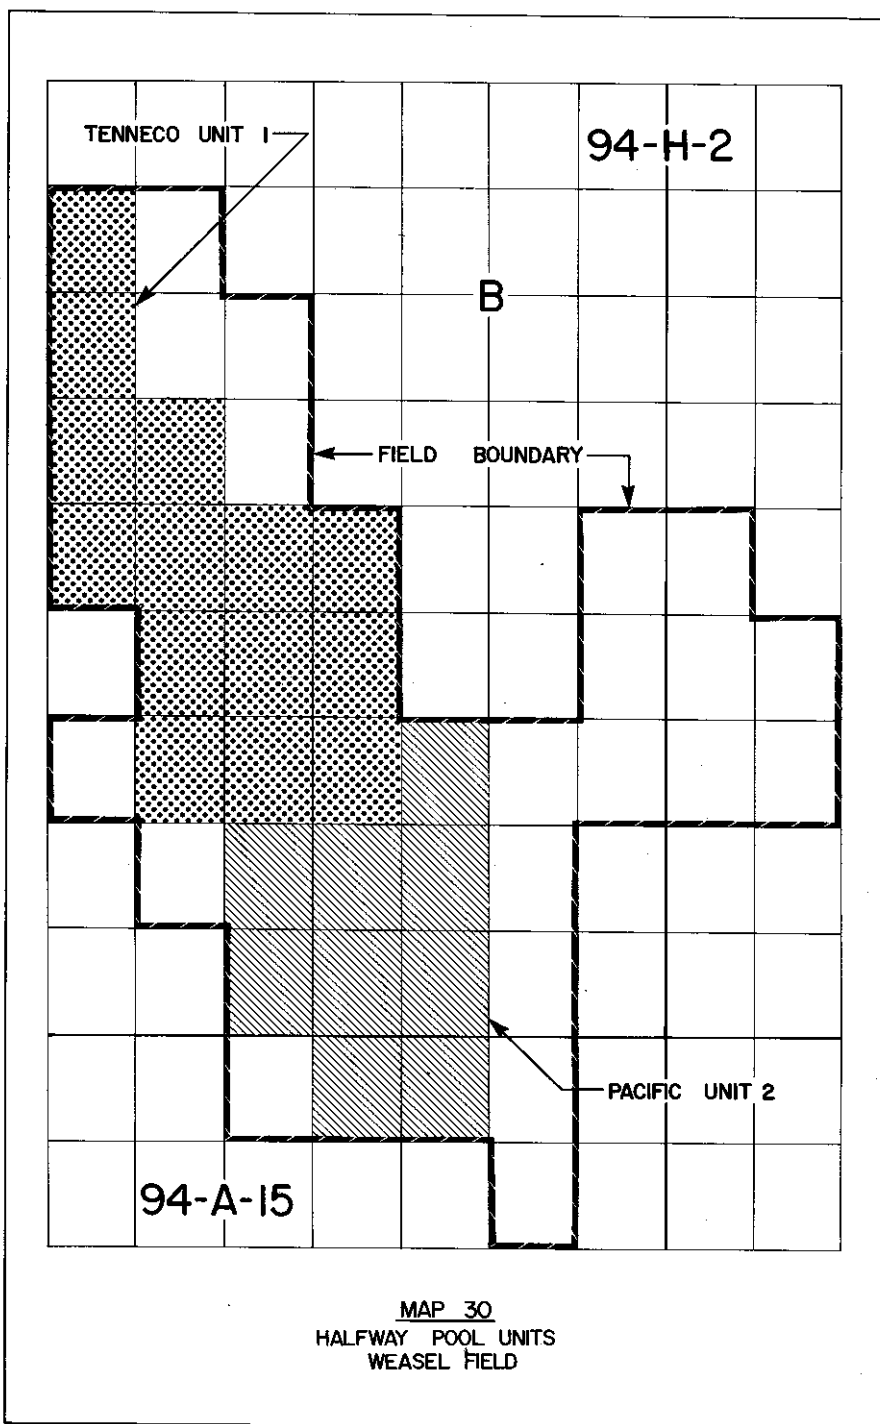 TENNECO UNIT 1
94-H-2
B
FIELD BOUNDARY
PACIFIC UNIT 2
94-A-15
MAP 30
HALFWAY POOL UNITS
WEASEL FIELD